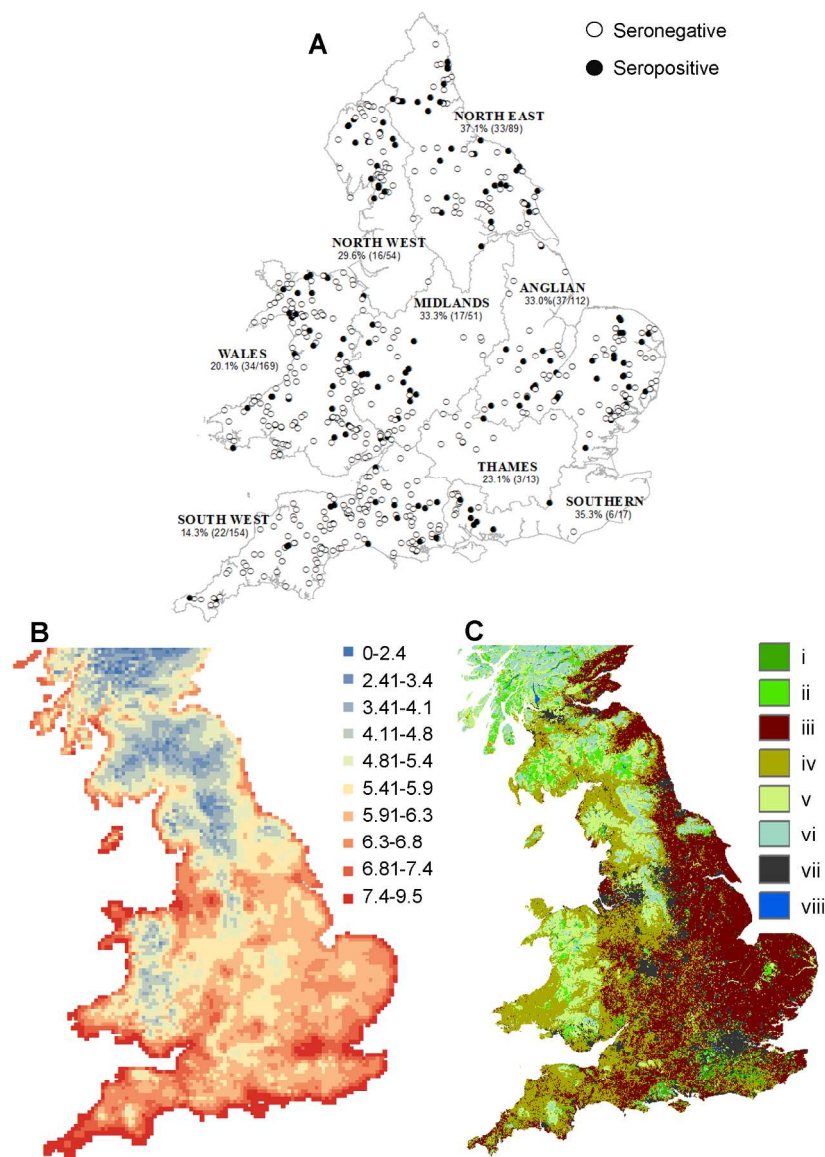 A
Seronegative
Seropositive
NORTH EAST
37.1% (33/89)
NORTH WEST
29.6% (16/54)
MIDLANDS
33.3% (17/51)
ANGLIAN
33.0%(37/112)
WALES
20.1% (34/169)
THAMES
23.1% (3/13)
SOUTHERN
35.3% (6/17)
SOUTH WEST
14.3% (22/154)
B
0-2.4
2.41-3.4
3.41-4.1
4.11-4.8
4.81-5.4
5.41-5.9
5.91-6.3
6.3-6.8
6.81-7.4
7.4-9.5
C
i
ii
iii
iv
v
vi
vii
viii